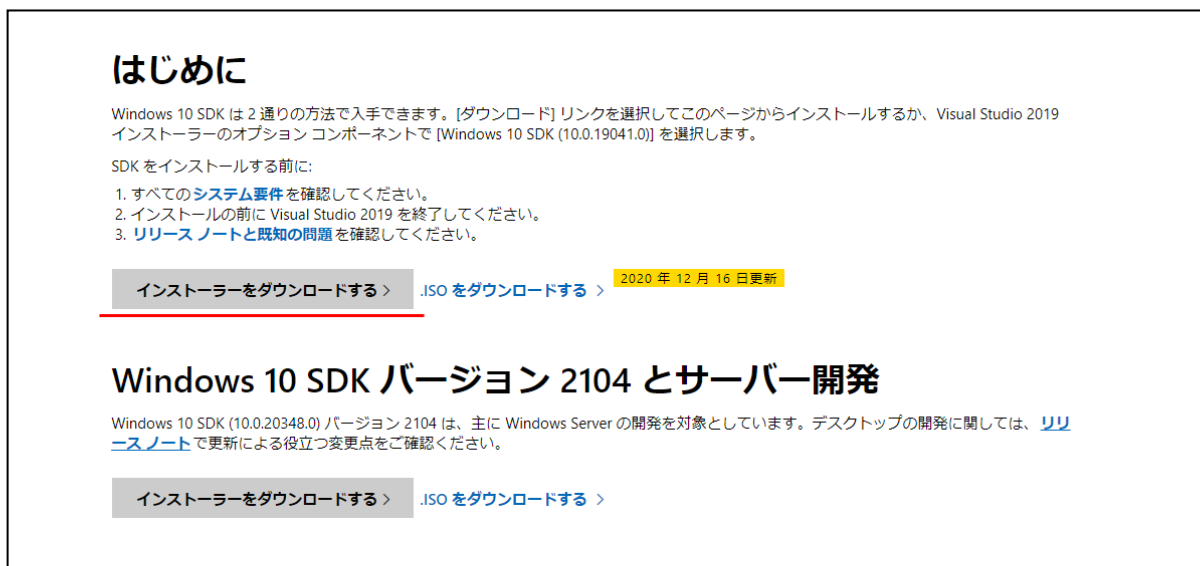 はじめに
Windows 10 SDK は 2 通りの方法で入手できます。[ダウンロード] リンクを選択してこのページからインストールするか、Visual Studio 2019
インストーラーのオプション コンポーネントで [Windows 10 SDK (10.0.19041.0)] を選択します。
SDK をインストールする前に:
1. すべてのシステム要件を確認してください。
2. インストールの前に Visual Studio 2019 を終了してください。
3. リリース ノートと既知の問題を確認してください。
インストーラーをダウンロードする > .ISO をダウンロードする > 2020 年 12 月 16 日更新
Windows 10 SDK バージョン 2104 とサーバー開発
Windows 10 SDK (10.0.20348.0) バージョン 2104 は、主に Windows Server の開発を対象としています。デスクトップの開発に関しては、リリ
ース ノートで更新による役立つ変更点をご確認ください。
インストーラーをダウンロードする > .ISO をダウンロードする >